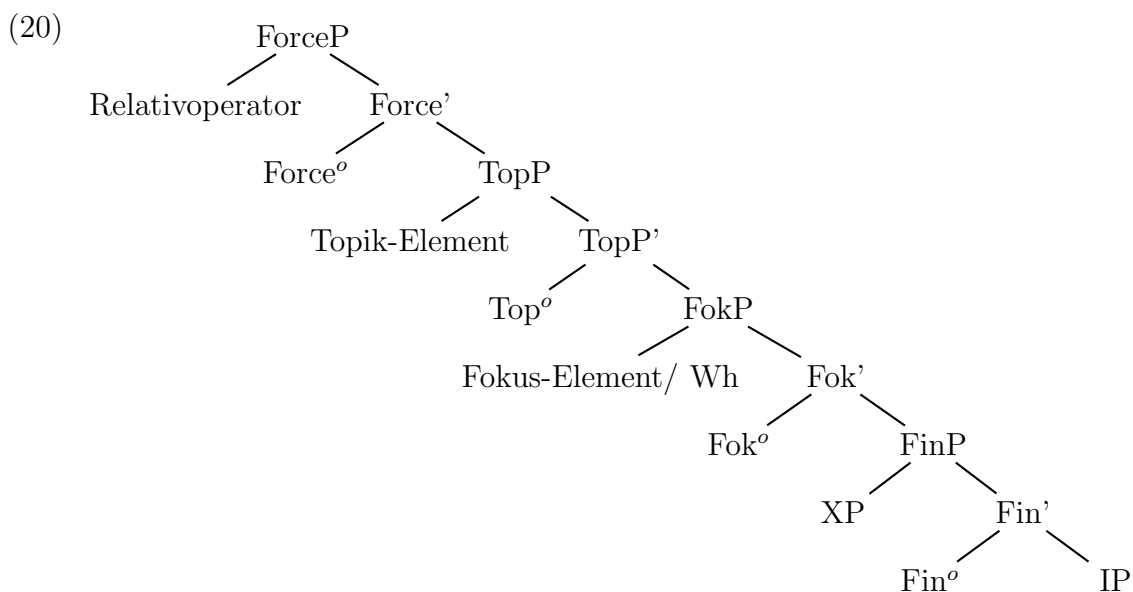 (20)
ForceP
Relativoperator Force'
Force° TopP
Topik-Element TopP'
Top° FokP
Fokus-Element/ Wh Fok'
Fok° FinP
XP Fin'
Fin° IP